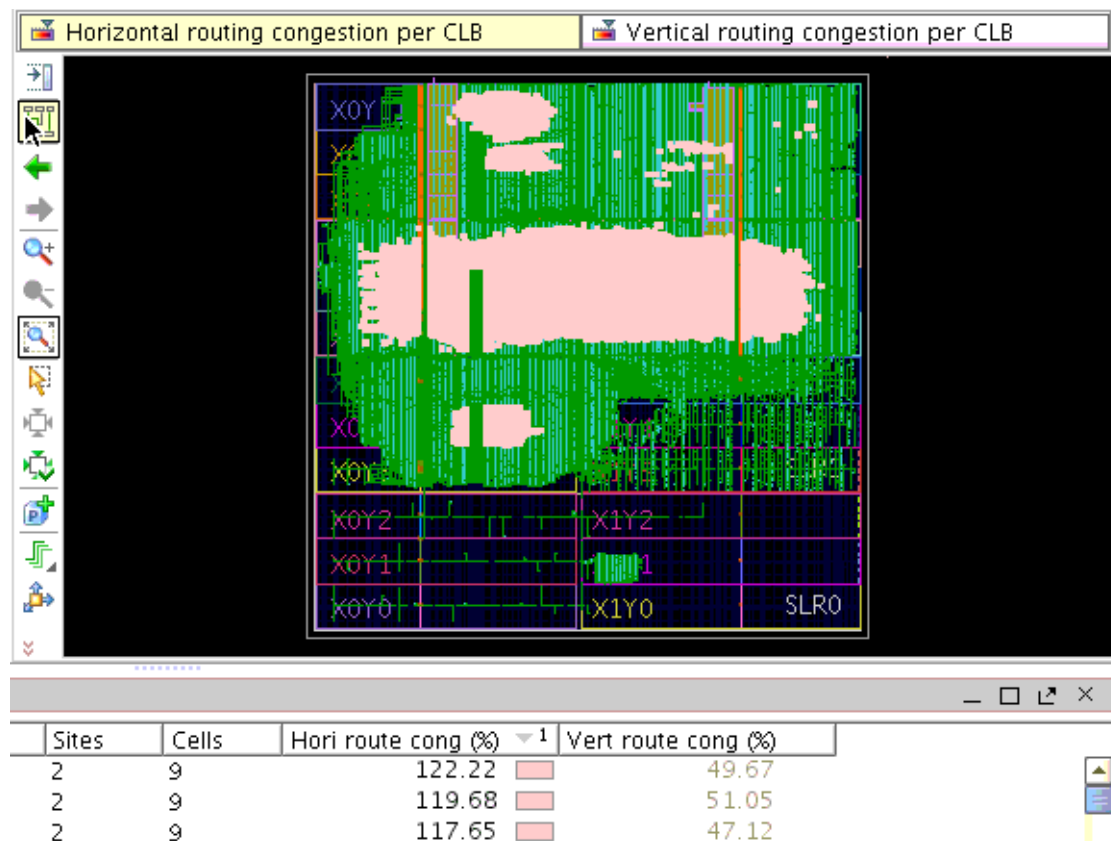 Horizontal routing congestion per CLB
Vertical routing congestion per CLB
X0Y
X0Y2
X1Y2
X0Y1
1
X0Y0
X1Y0
SLR0
Sites
Cells
Hori route cong (%)
1
Vert route cong (%)
2 9 122.22 49.67
2 9 119.68 51.05
2 9 117.65 47.12